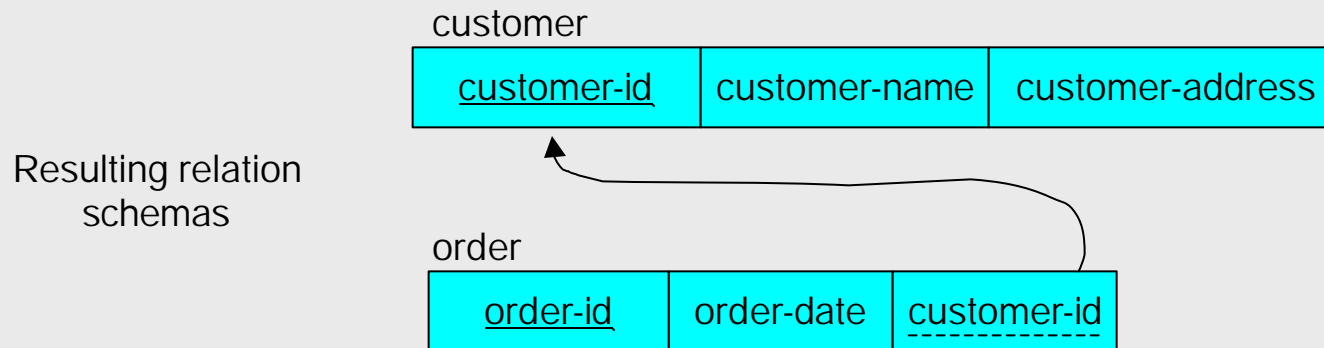 customer
customer-id customer-name customer-address
Resulting relation
schemas
order
order-id order-date customer-id